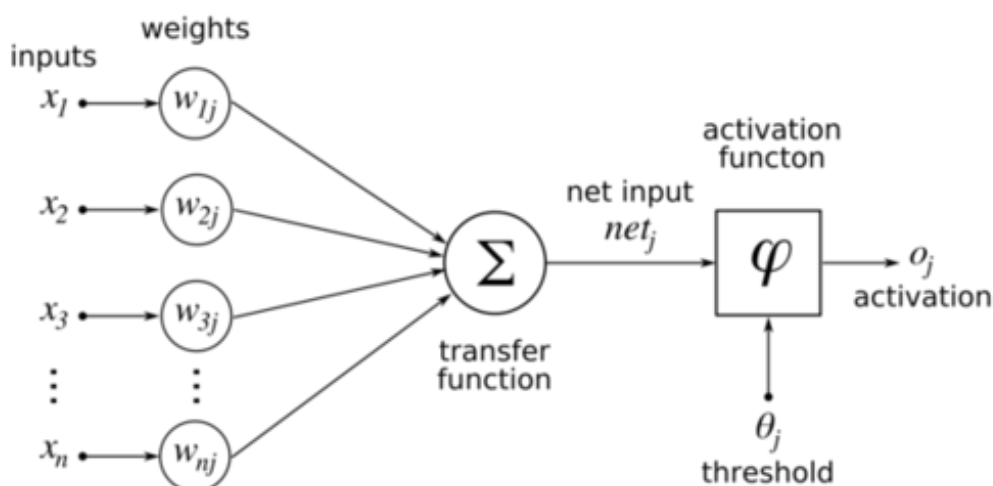 weights
inputs
x1
w1j
x2
w2j
x3
w3j
⋮
⋮
xn
wnj
Σ
transfer
function
net input
netj
activation
functon
φ
oj
activation
θj
threshold